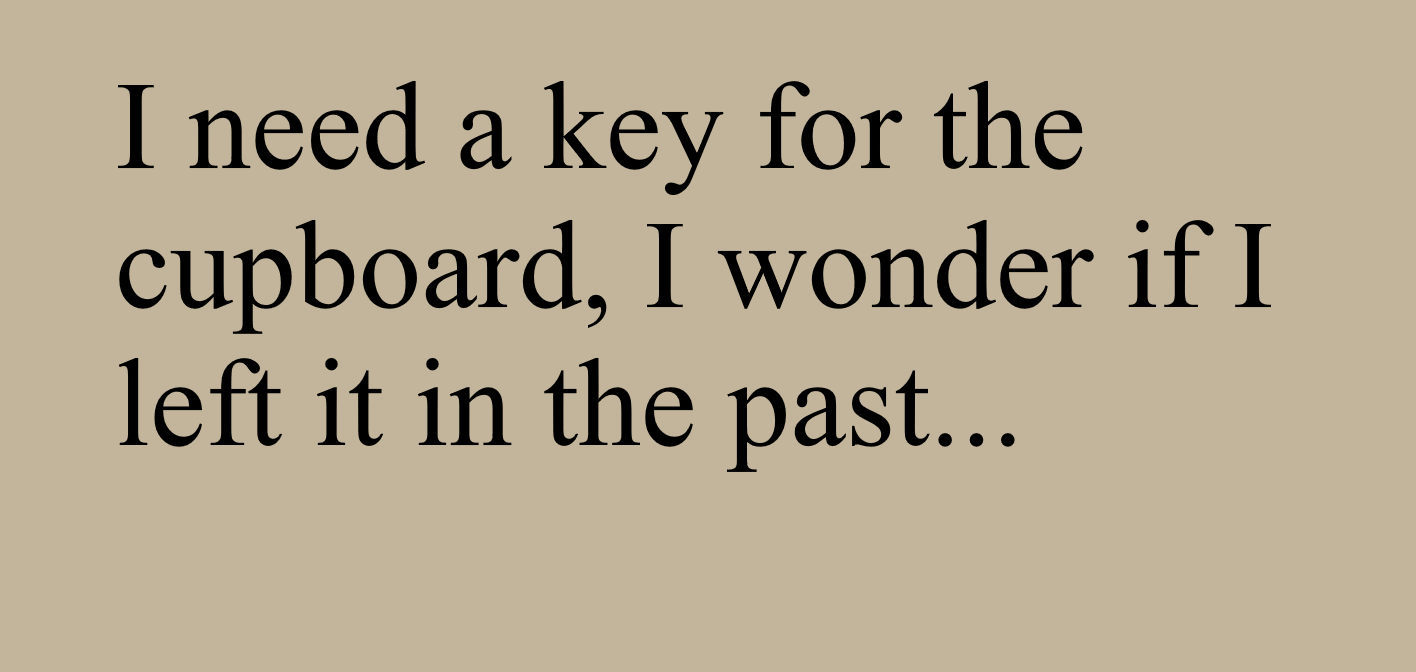 I need a key for the
cupboard, I wonder if I
left it in the past...